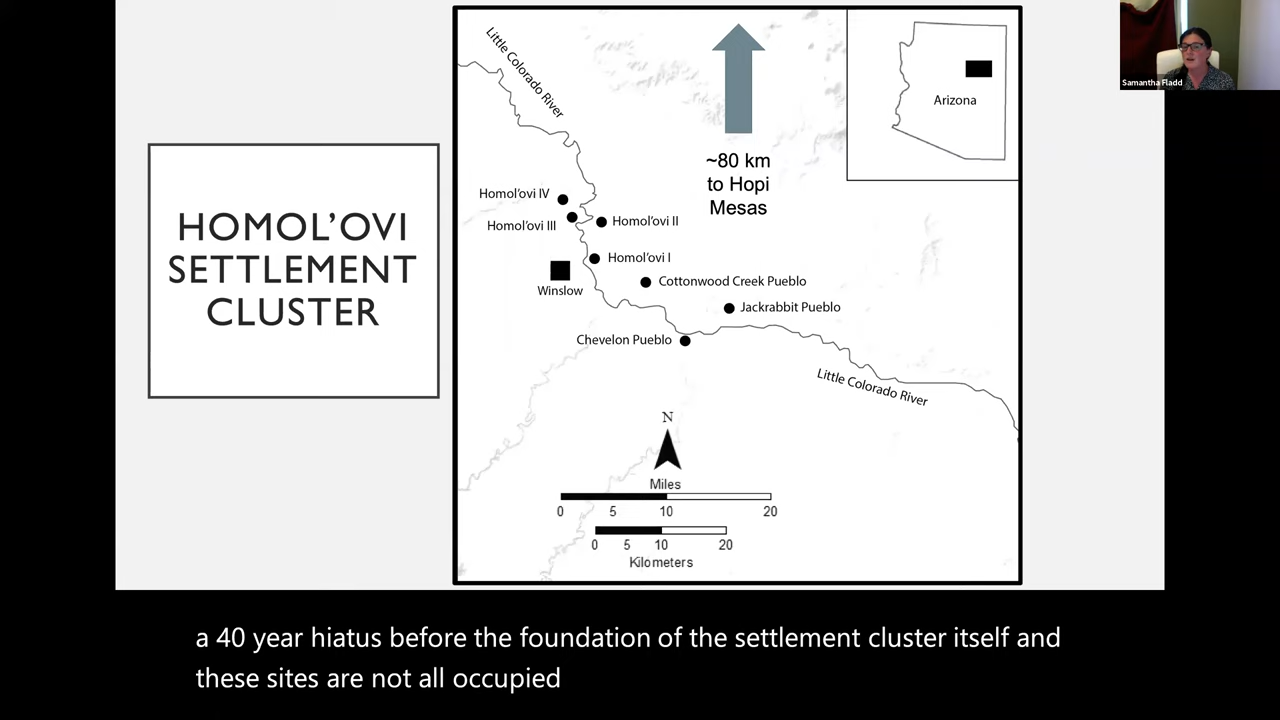 HOMOL’OVI
SETTLEMENT
CLUSTER
Little Colorado River
~80 km
to Hopi
Mesas
Arizona
Samantha Fladd
Homol’ovi IV
Homol’ovi III
Homol’ovi II
Homol’ovi I
Winslow
Cottonwood Creek Pueblo
Jackrabbit Pueblo
Chevelon Pueblo
Little Colorado River
N
Miles
0 5 10 20
0 5 10 20
Kilometers
a 40 year hiatus before the foundation of the settlement cluster itself and
these sites are not all occupied